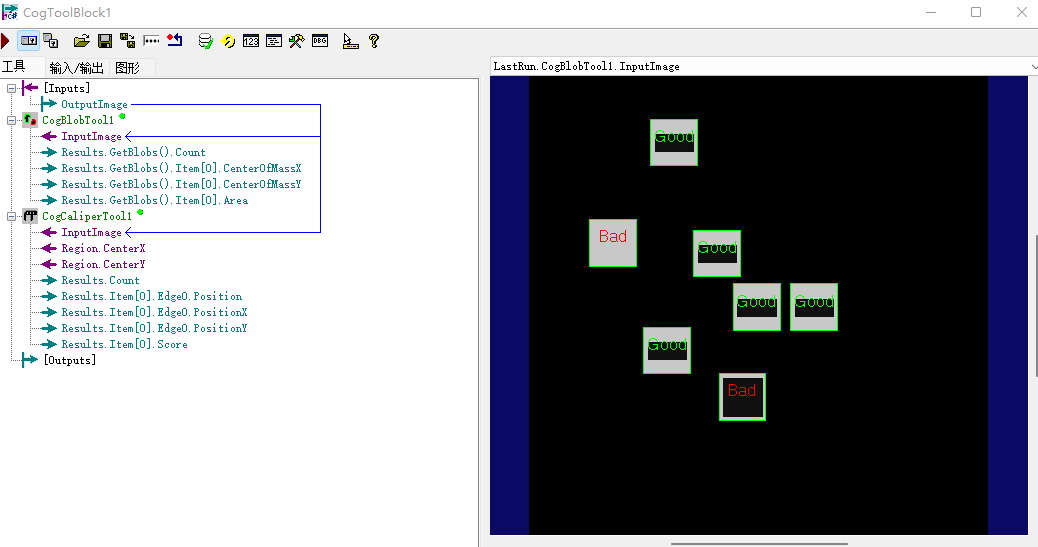 CogToolBlock1
C#
123
DBG
?
工具
输入/输出
图形
[Inputs]
OutputImage
CogBlobTool1
InputImage
Results.GetBlobs().Count
Results.GetBlobs().Item[0].CenterOfMassX
Results.GetBlobs().Item[0].CenterOfMassY
Results.GetBlobs().Item[0].Area
CogCaliperTool1
InputImage
Region.CenterX
Region.CenterY
Results.Count
Results.Item[0].Edge0.Position
Results.Item[0].Edge0.PositionX
Results.Item[0].Edge0.PositionY
Results.Item[0].Score
[Outputs]
LastRun.CogBlobTool1.InputImage
Good
Bad
Good
Good
Good
Good
Bad